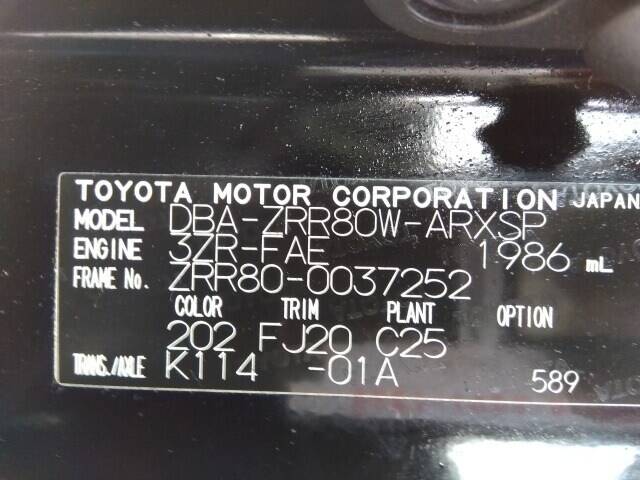 TOYOTA MOTOR CORPORATION JAPAN
MODEL DBA-ZRR80W-ARXSP
ENGINE 3ZR-FAE 1986 mL
FRAME No. ZRR80-0037252
COLOR TRIM PLANT OPTION
202 FJ20 C25
TRANS./AXLE K114 -01A 589